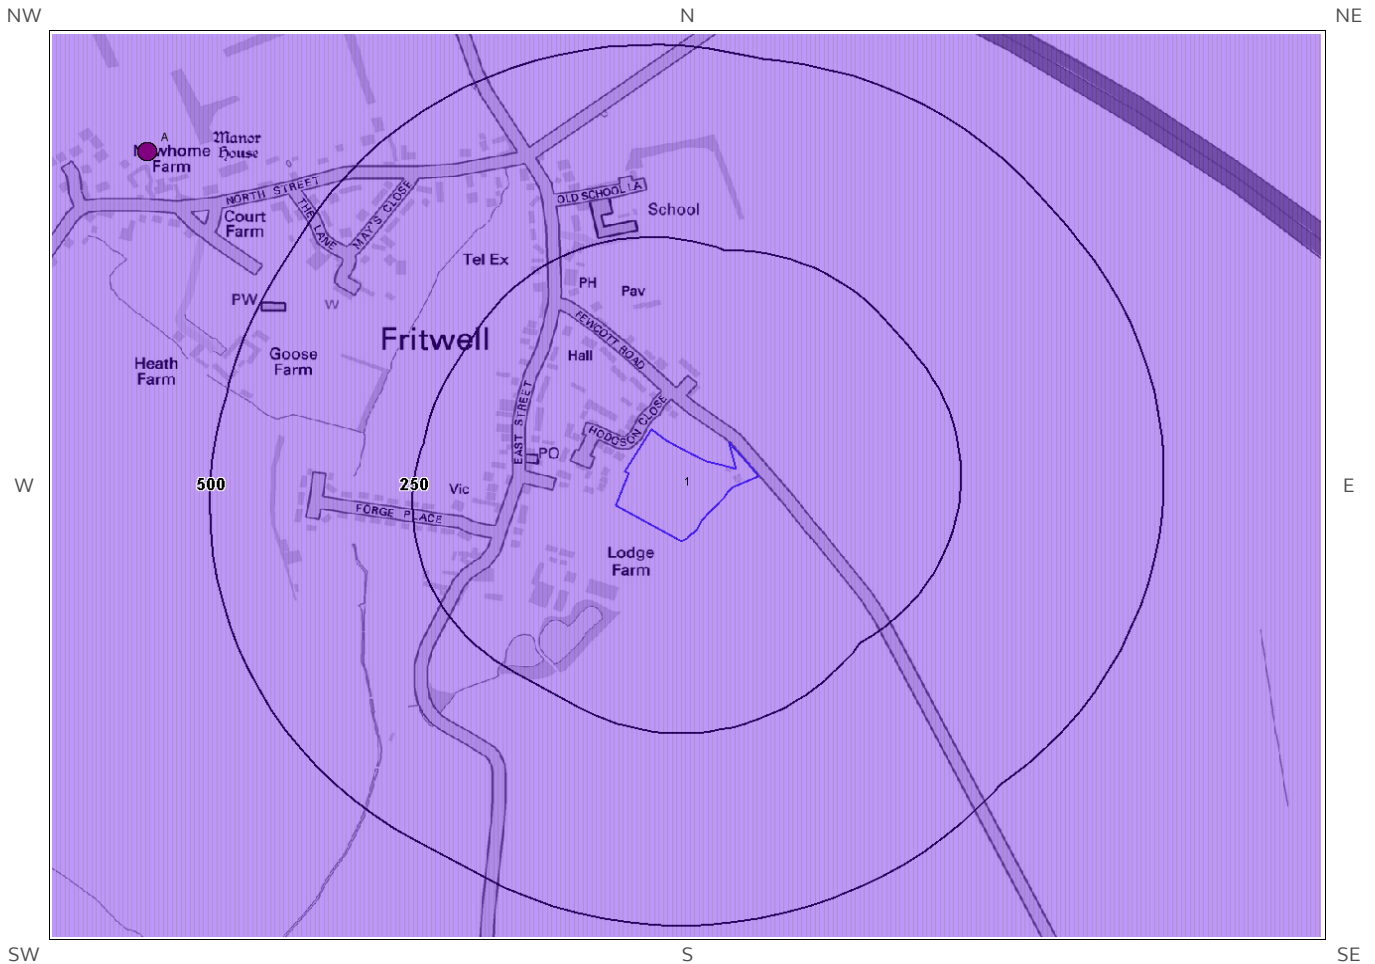 NW
N
NE
A
Manor
House
Newhome
Farm
NORTH STREET
THE LANE
MAY'S CLOSE
OLD SCHOOL LA
School
Court
Farm
Tel Ex
PH
Pav
PW
W
Fritwell
FEWCOTT ROAD
Hall
Goose
Farm
Heath
Farm
EAST STREET
HODGSON CLOSE
PO
W
500
250
Vic
1
E
FORGE PLACE
Lodge
Farm
SW
S
SE